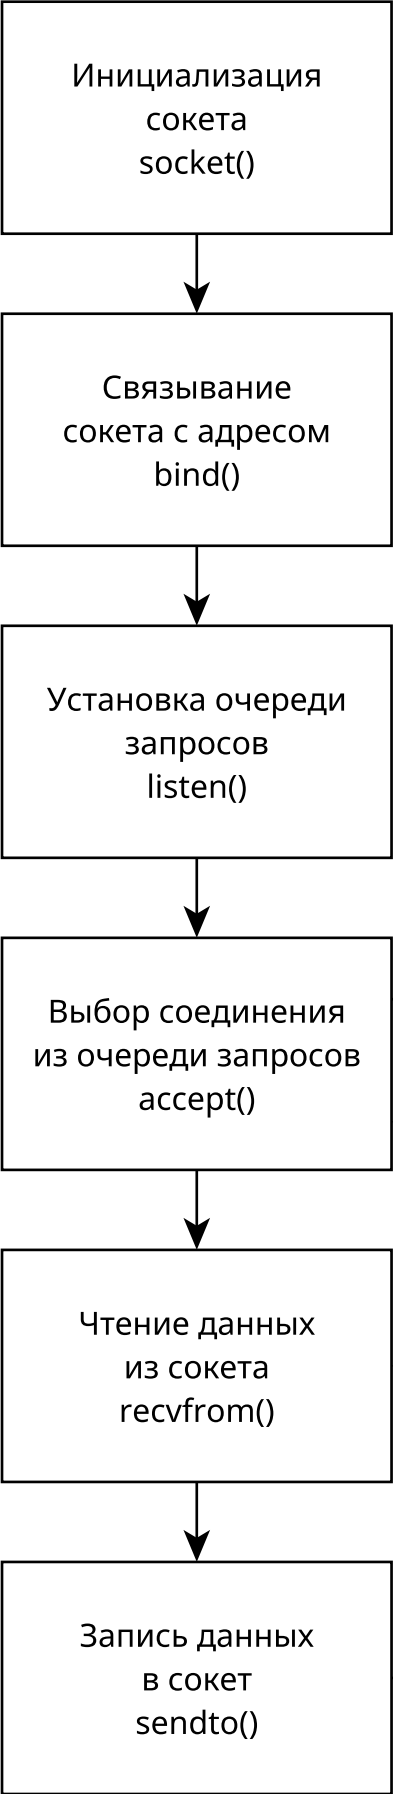 Инициализация
сокета
socket()
Связывание
сокета с адресом
bind()
Установка очереди
запросов
listen()
Выбор соединения
из очереди запросов
accept()
Чтение данных
из сокета
recvfrom()
Запись данных
в сокет
sendto()